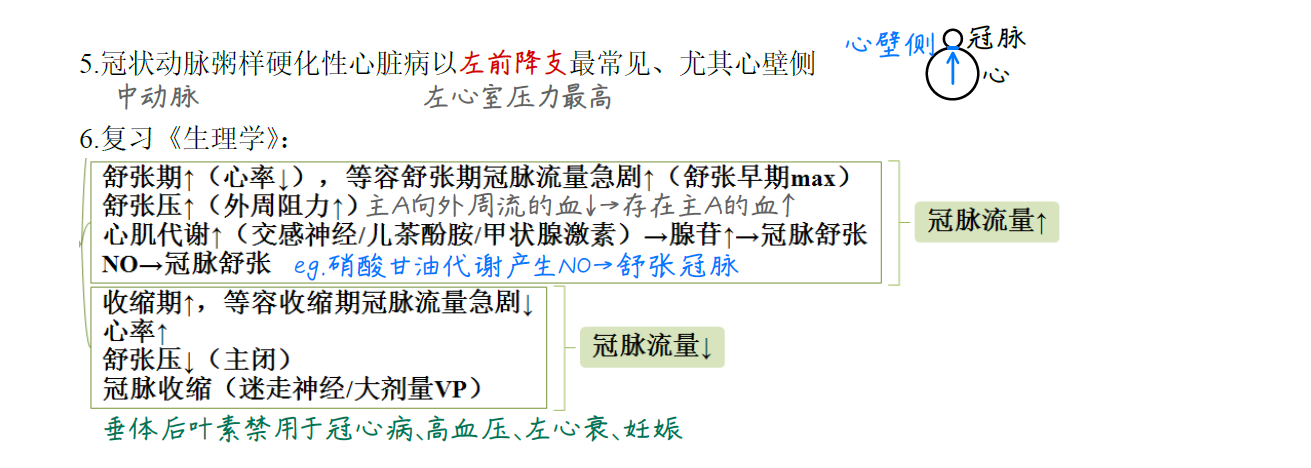 5.冠状动脉粥样硬化性心脏病以左前降支最常见、尤其心壁侧
心壁侧
冠脉
心
中动脉
左心室压力最高
6.复习《生理学》：
舒张期↑（心率↓），等容舒张期冠脉流量急剧↑（舒张早期max）
舒张压↑（外周阻力↑）主A向外周流的血↓→存在主A的血↑
心肌代谢↑（交感神经/儿茶酚胺/甲状腺激素）→腺苷↑→冠脉舒张
NO→冠脉舒张 eg.硝酸甘油代谢产生NO→舒张冠脉
冠脉流量↑
收缩期↑，等容收缩期冠脉流量急剧↓
心率↑
舒张压↓（主闭）
冠脉收缩（迷走神经/大剂量VP）
冠脉流量↓
垂体后叶素禁用于冠心病、高血压、左心衰、妊娠